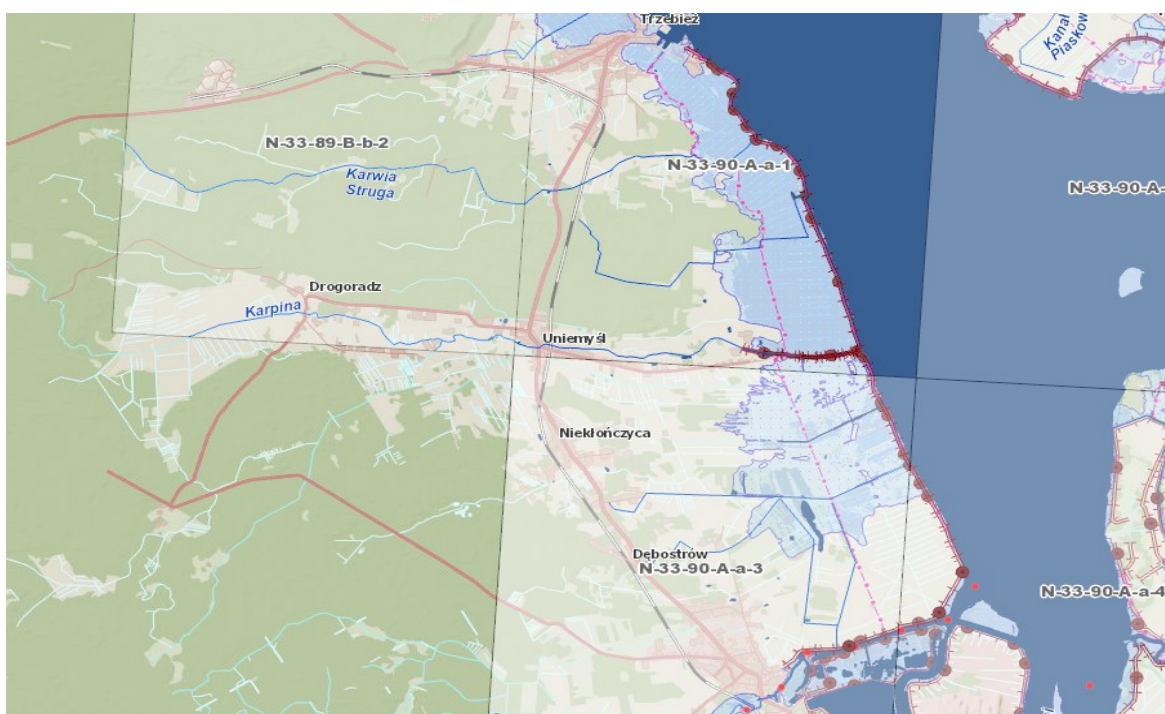 Trzebież
Kanał
Piaskow
N-33-89-B-b-2
N-33-90-A-a-1
Karwia
Struga
N-33-90-A-
Drogoradz
Karpina
Uniemyśl
Niekłończyca
Dębostrów
N-33-90-A-a-3
N-33-90-A-a-4